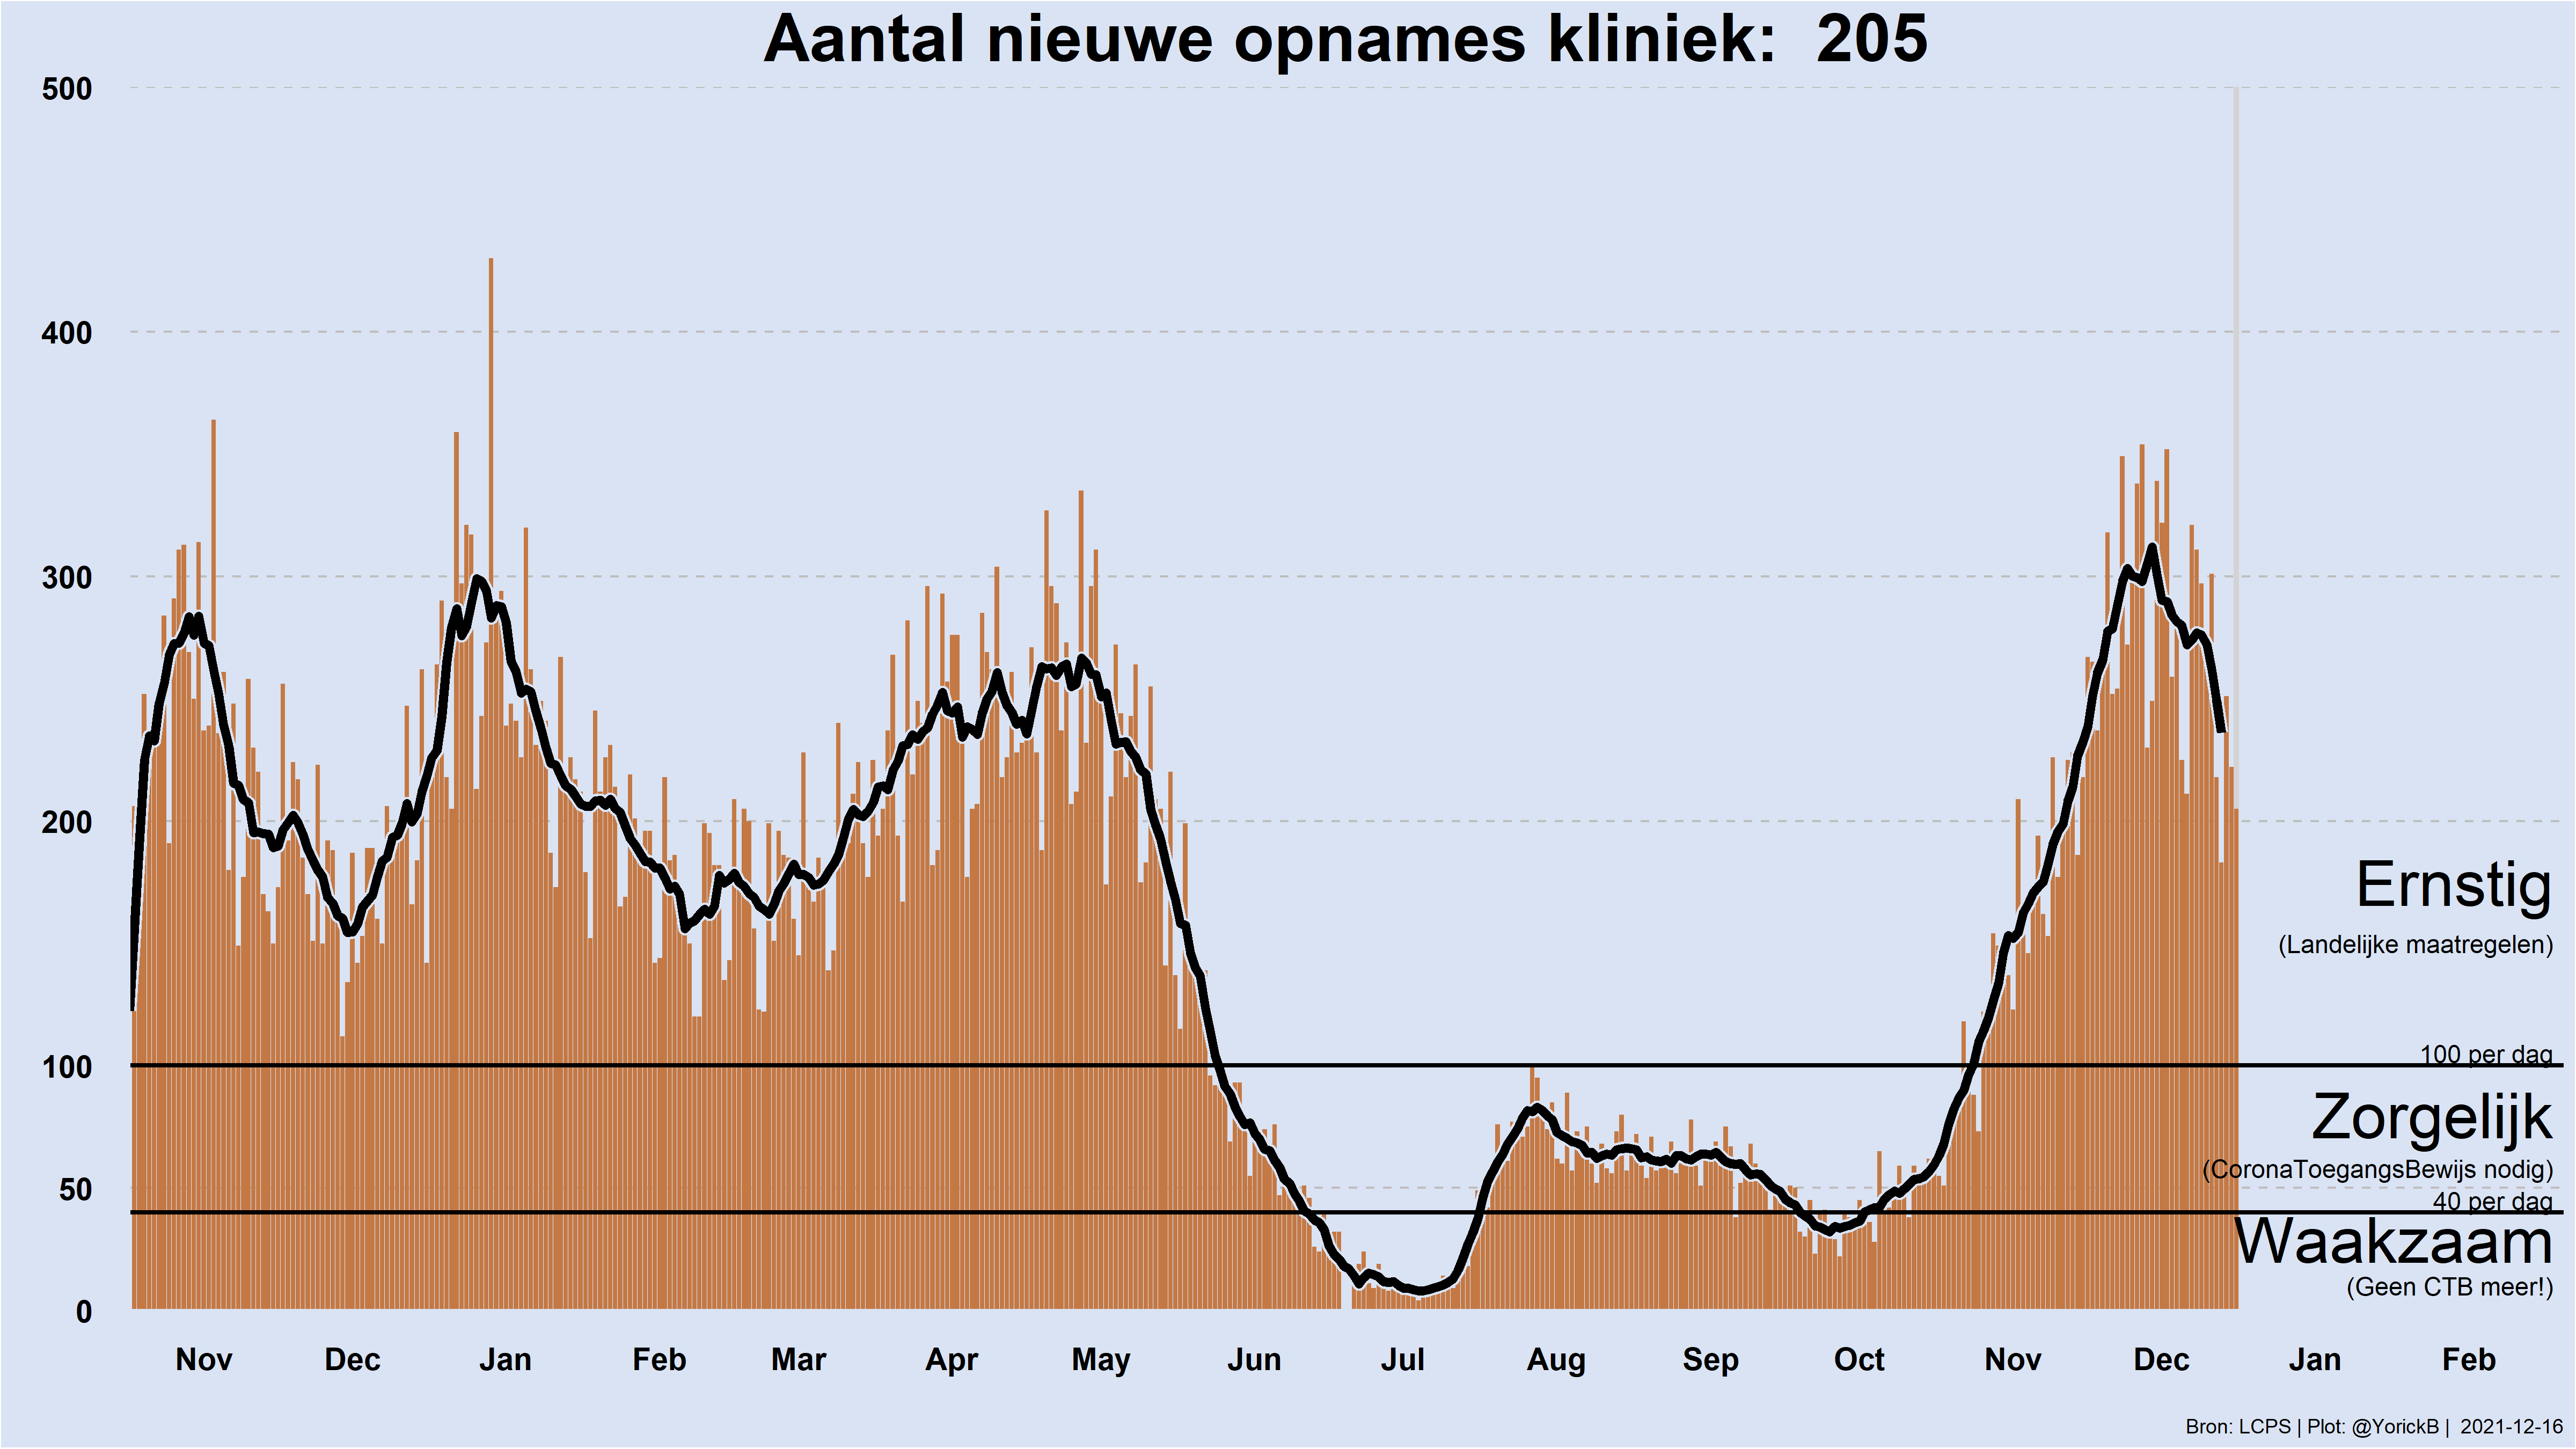 Aantal nieuwe opnames kliniek: 205
500
400
300
200
100
50
0
Ernstig
(Landelijke maatregelen)
100 per dag
Zorgelijk
(CoronaToegangsBewijs nodig)
40 per dag
Waakzaam
(Geen CTB meer!)
Nov Dec Jan Feb Mar Apr May Jun Jul Aug Sep Oct Nov Dec Jan Feb
Bron: LCPS | Plot: @YorickB | 2021-12-16